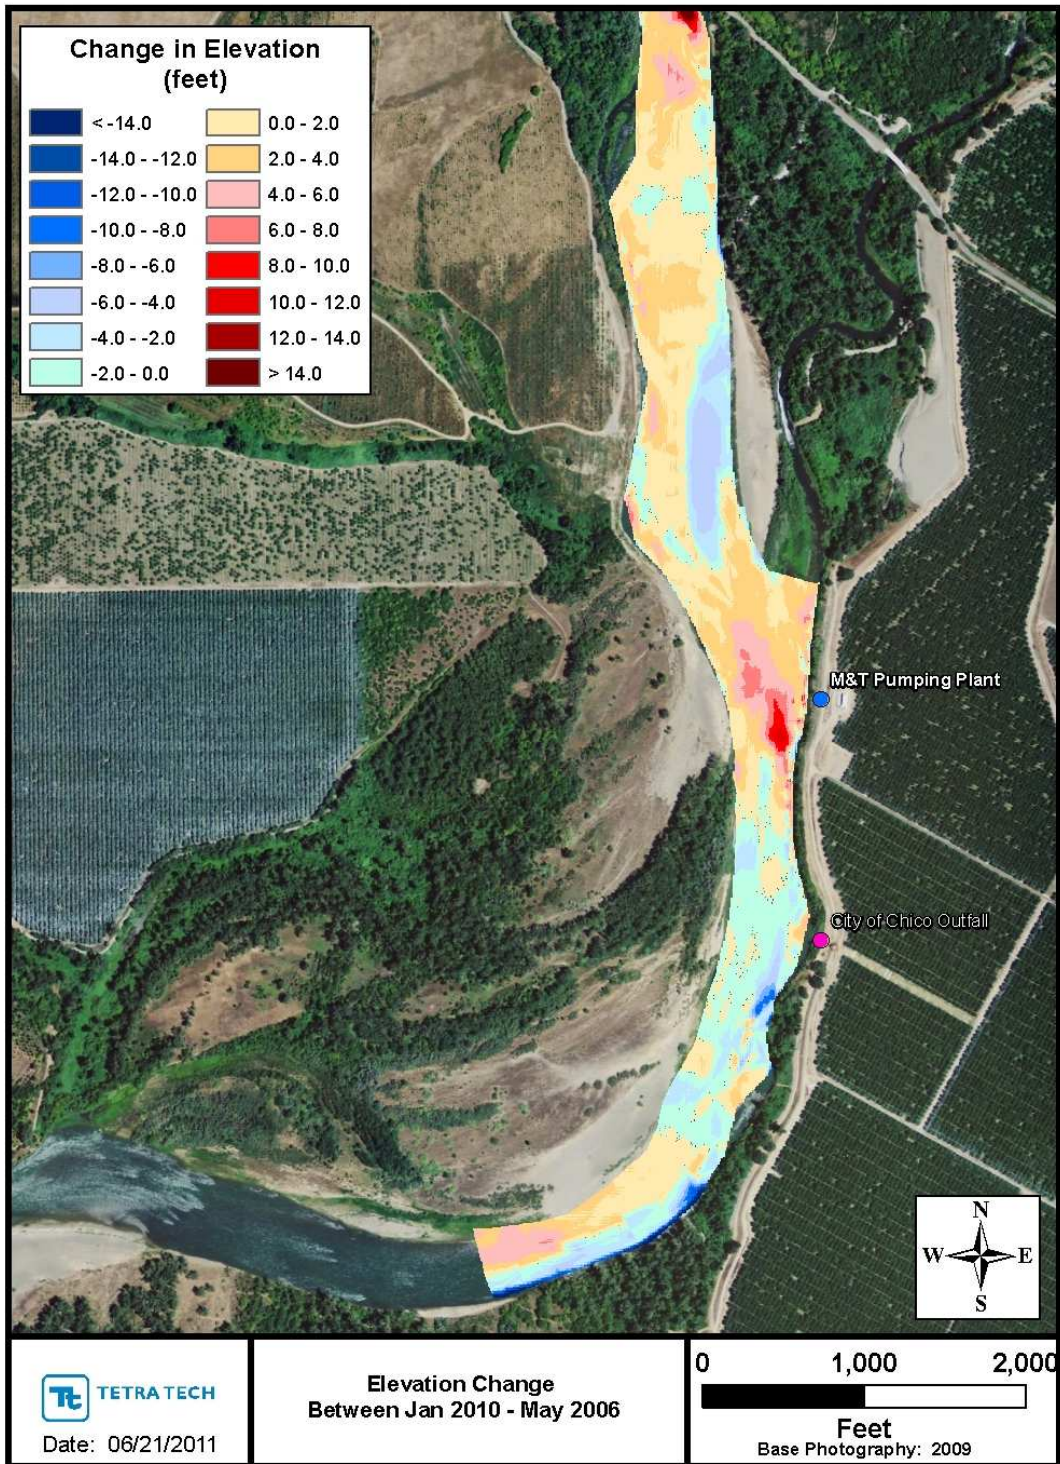 Change in Elevation
(feet)
< -14.0
-14.0 - -12.0
-12.0 - -10.0
-10.0 - -8.0
-8.0 - -6.0
-6.0 - -4.0
-4.0 - -2.0
-2.0 - 0.0
0.0 - 2.0
2.0 - 4.0
4.0 - 6.0
6.0 - 8.0
8.0 - 10.0
10.0 - 12.0
12.0 - 14.0
> 14.0
M&T Pumping Plant
City of Chico Outfall
N
W E
S
Tt TETRA TECH
Date: 06/21/2011
Elevation Change
Between Jan 2010 - May 2006
0 1,000 2,000
Feet
Base Photography: 2009